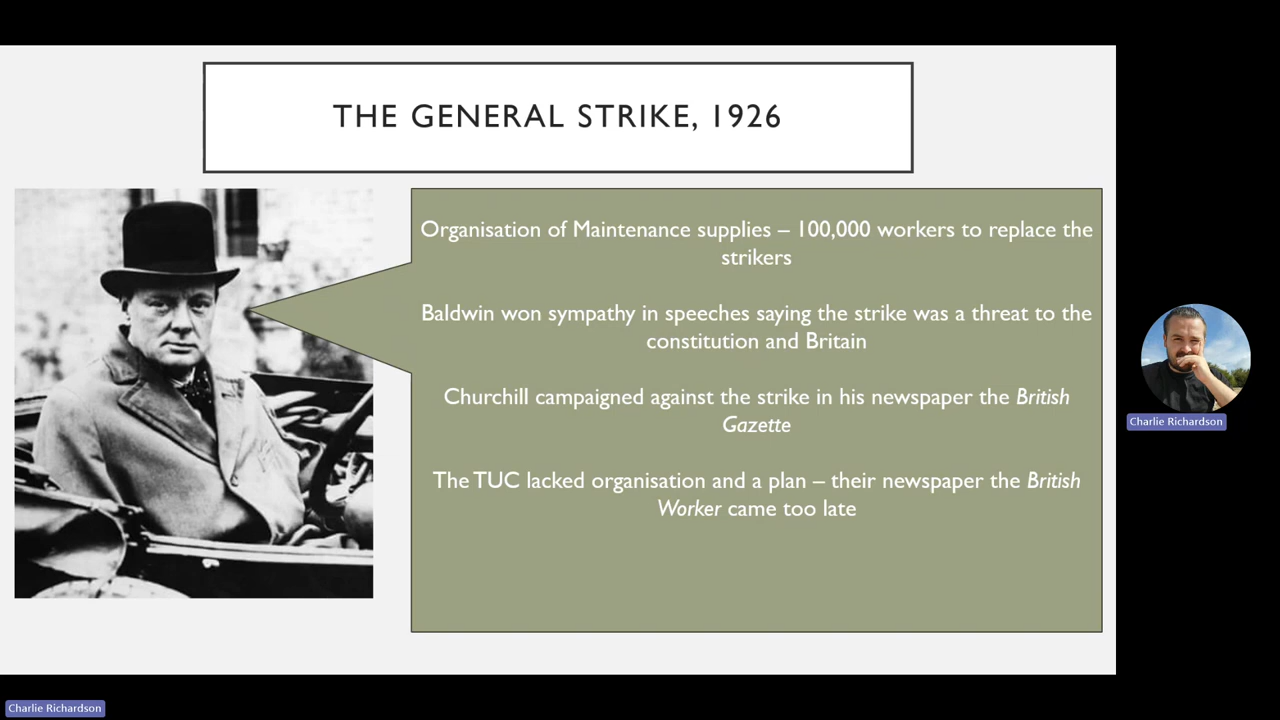 THE GENERAL STRIKE, 1926
Organisation of Maintenance supplies – 100,000 workers to replace the
strikers
Baldwin won sympathy in speeches saying the strike was a threat to the
constitution and Britain
Churchill campaigned against the strike in his newspaper the British
Gazette
The TUC lacked organisation and a plan – their newspaper the British
Worker came too late
Charlie Richardson
Charlie Richardson